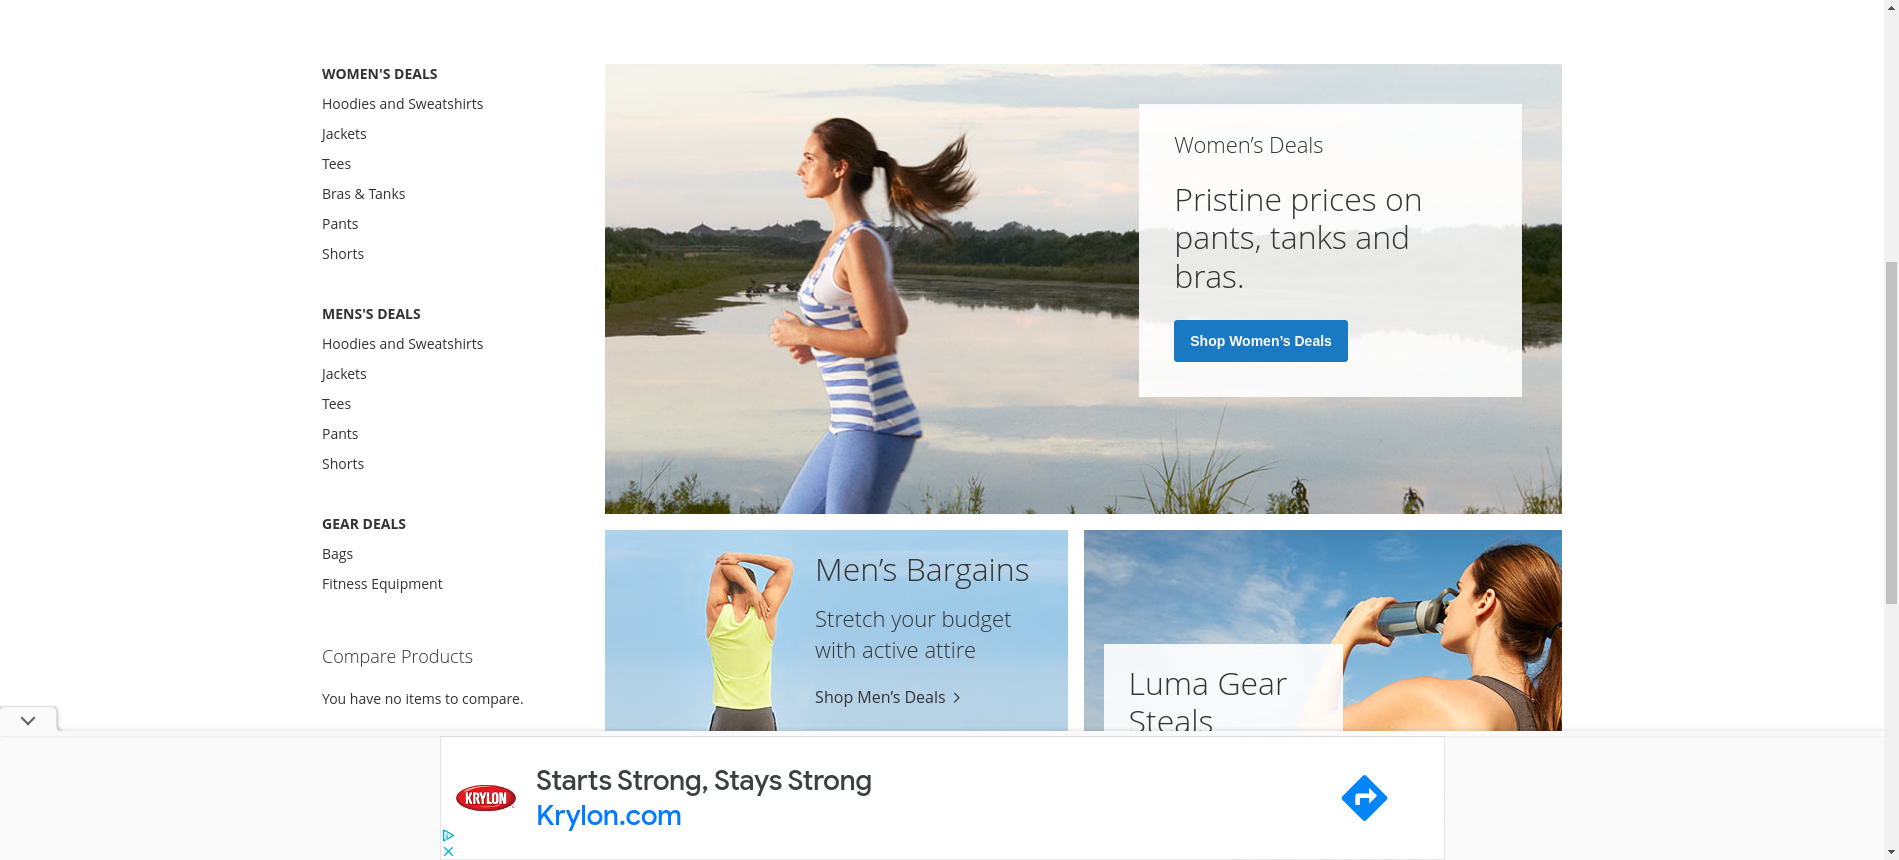 WOMEN'S DEALS
Hoodies and Sweatshirts
Jackets
Tees
Bras & Tanks
Pants
Shorts
MENS'S DEALS
Hoodies and Sweatshirts
Jackets
Tees
Pants
Shorts
GEAR DEALS
Bags
Fitness Equipment
Compare Products
You have no items to compare.
Women’s Deals
Pristine prices on
pants, tanks and
bras.
Shop Women’s Deals
Men’s Bargains
Stretch your budget
with active attire
Shop Men’s Deals
Luma Gear
Steals
KRYLON
Starts Strong, Stays Strong
Krylon.com